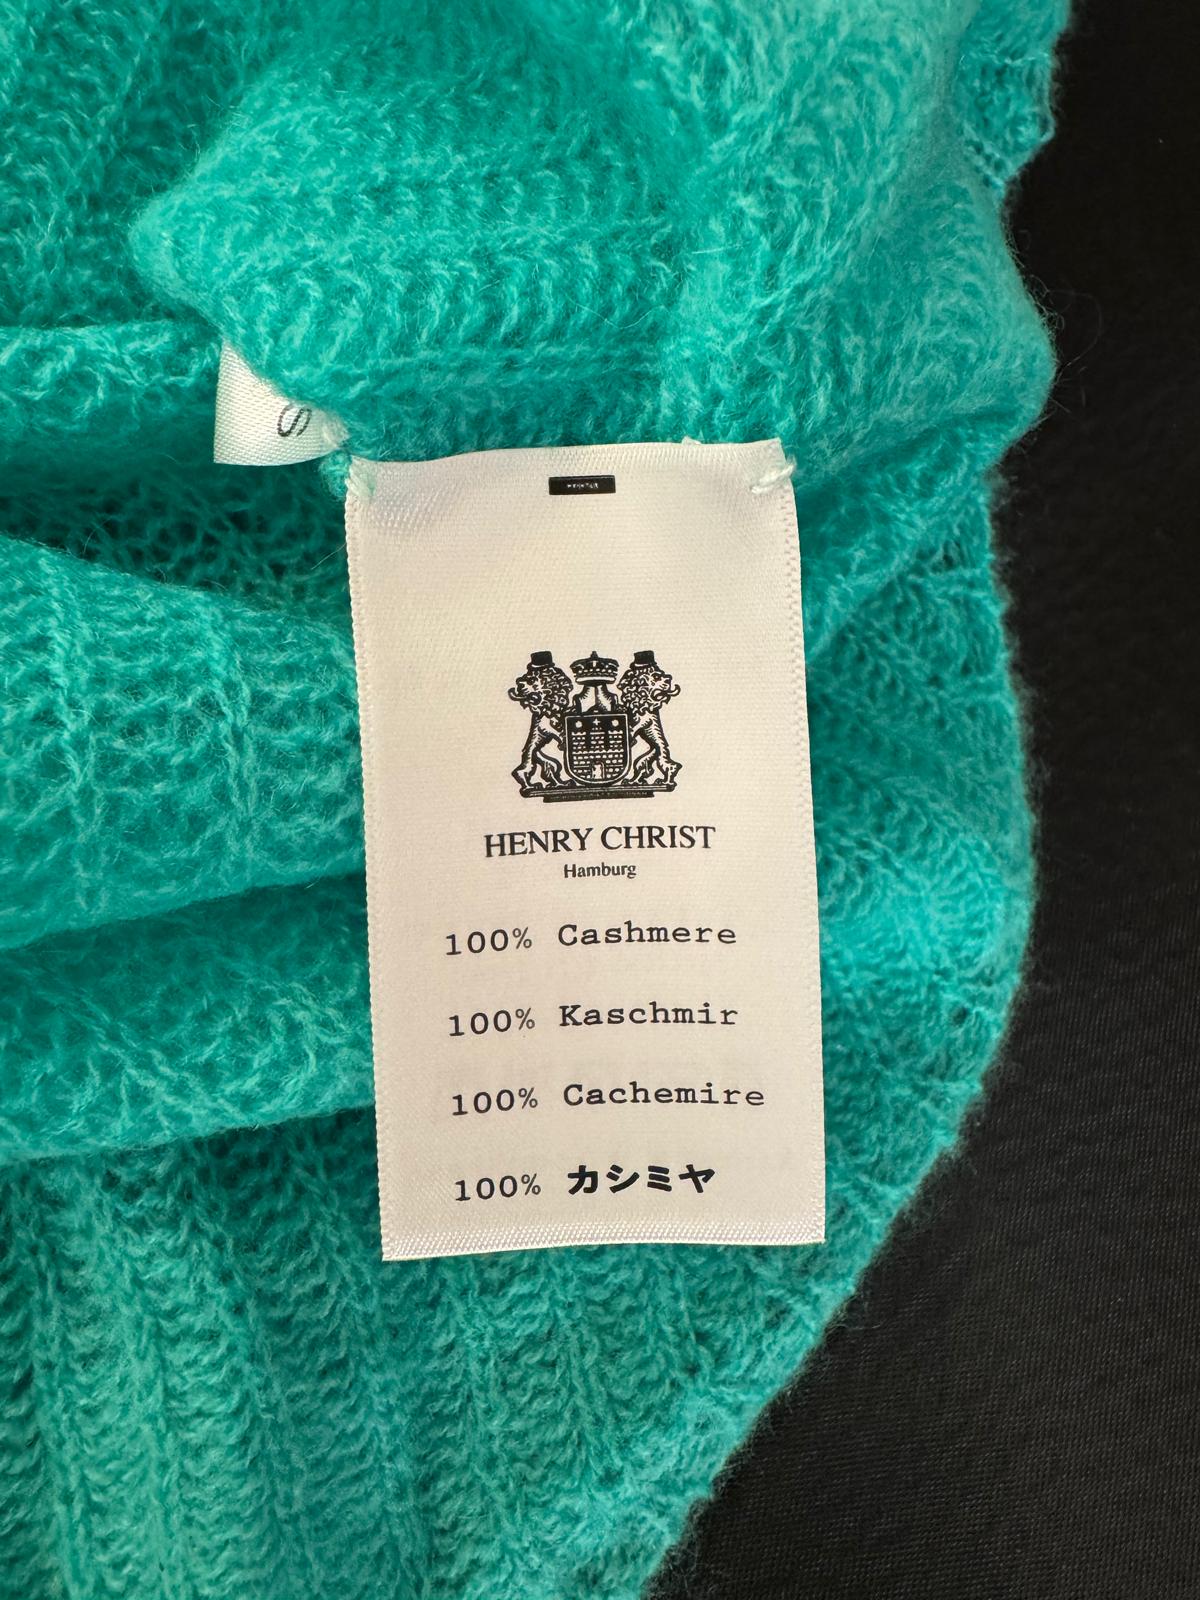 S
HENRY CHRIST
Hamburg
100% Cashmere
100% Kaschmir
100% Cachemire
100% カシミヤ